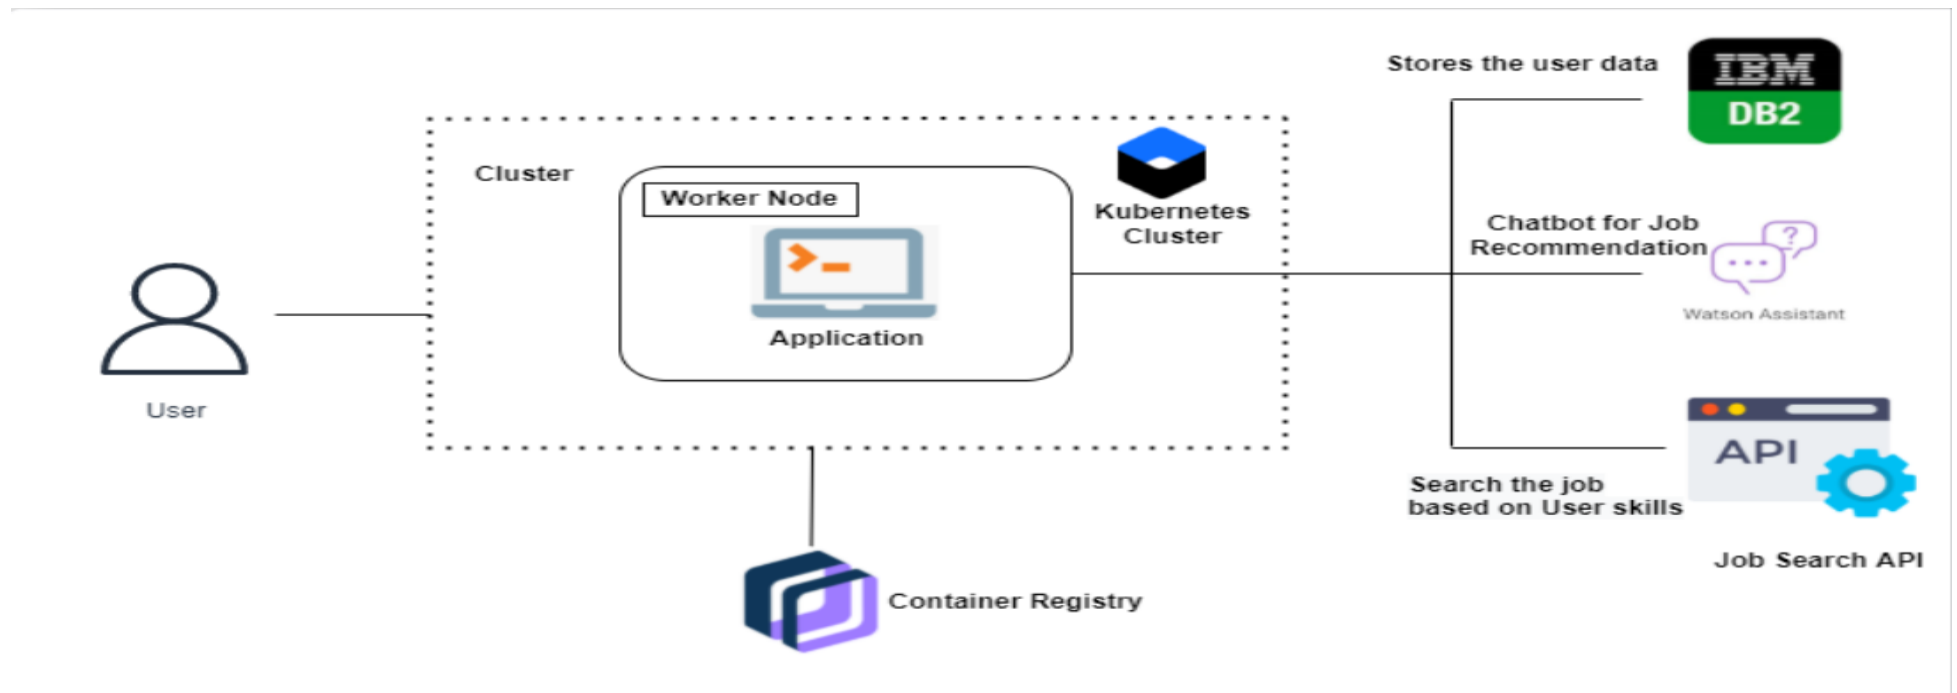 Stores the user data
IBM
DB2
Cluster
Worker Node
Kubernetes
Cluster
Chatbot for Job
Recommendation
?
Watson Assistant
Application
User
API
Search the job
based on User skills
Job Search API
Container Registry